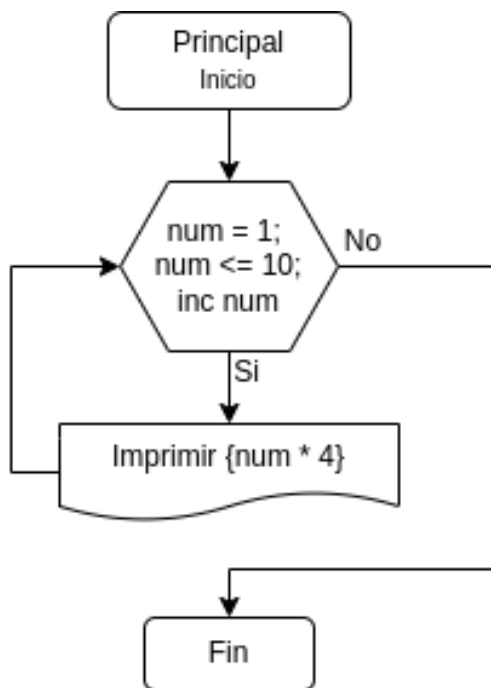 Principal
Inicio
num = 1;
num <= 10;
inc num
No
Si
Imprimir {num * 4}
Fin